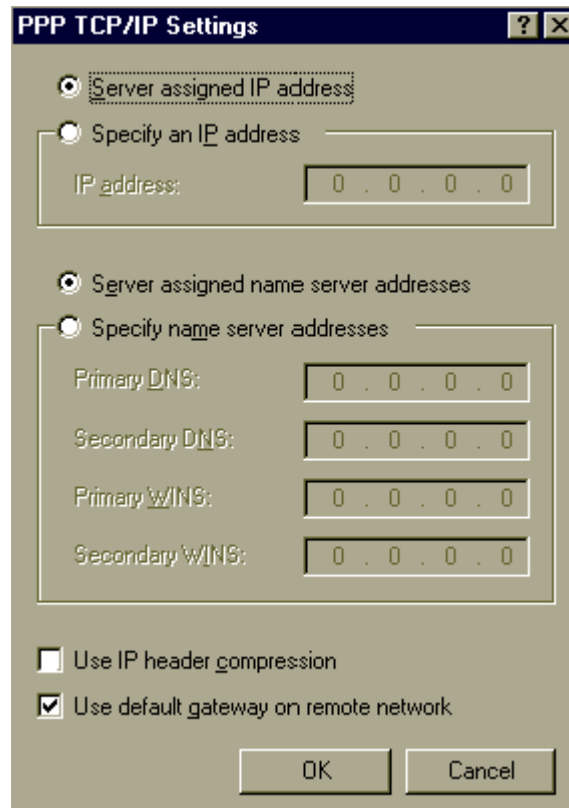 PPP TCP/IP Settings
Server assigned IP address
Specify an IP address
IP address: 0 . 0 . 0 . 0
Server assigned name server addresses
Specify name server addresses
Primary DNS: 0 . 0 . 0 . 0
Secondary DNS: 0 . 0 . 0 . 0
Primary WINS: 0 . 0 . 0 . 0
Secondary WINS: 0 . 0 . 0 . 0
Use IP header compression
Use default gateway on remote network
OK Cancel